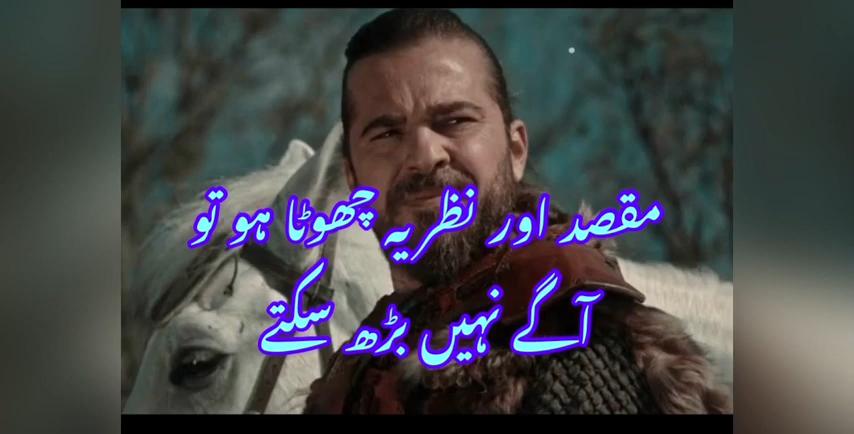 مقصد اور نظریہ چھوٹا ہو تو
آگے نہیں بڑھ سکتے